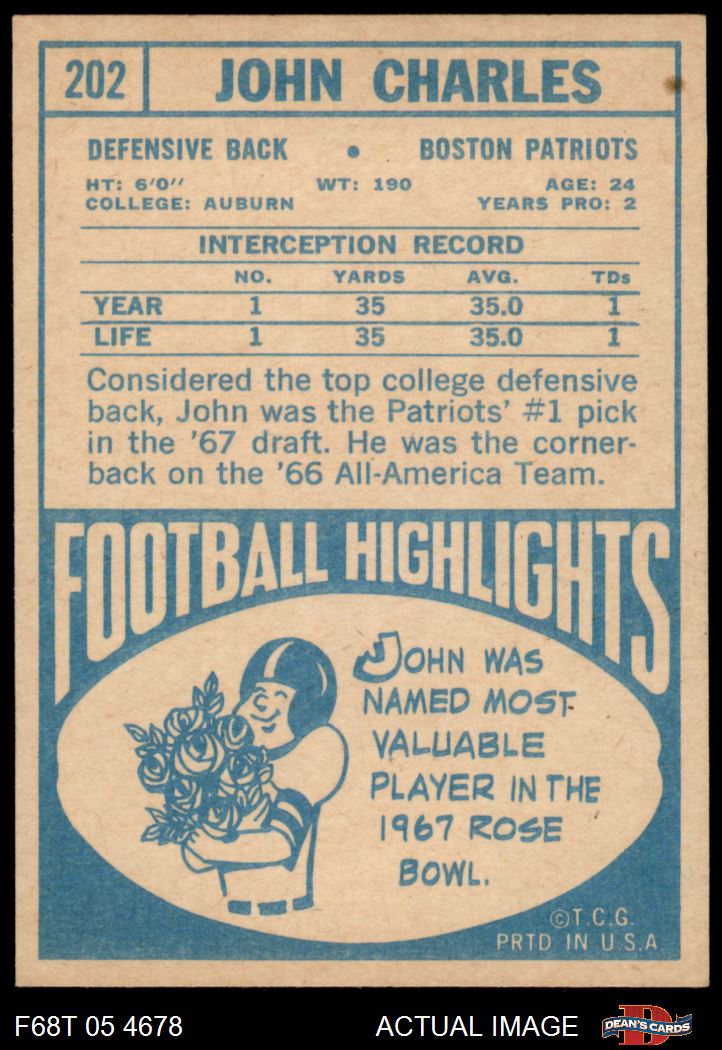 202 JOHN CHARLES
DEFENSIVE BACK • BOSTON PATRIOTS
HT: 6'0'' WT: 190 AGE: 24
COLLEGE: AUBURN YEARS PRO: 2
INTERCEPTION RECORD
NO. YARDS AVG. TDs
YEAR 1 35 35.0 1
LIFE 1 35 35.0 1
Considered the top college defensive
back, John was the Patriots' #1 pick
in the '67 draft. He was the corner-
back on the '66 All-America Team.
FOOTBALL HIGHLIGHTS
JOHN WAS
NAMED MOST
VALUABLE
PLAYER IN THE
1967 ROSE
BOWL.
©T.C.G.
PRTD IN U.S.A.
F68T 05 4678 ACTUAL IMAGE D DEAN'S CARDS